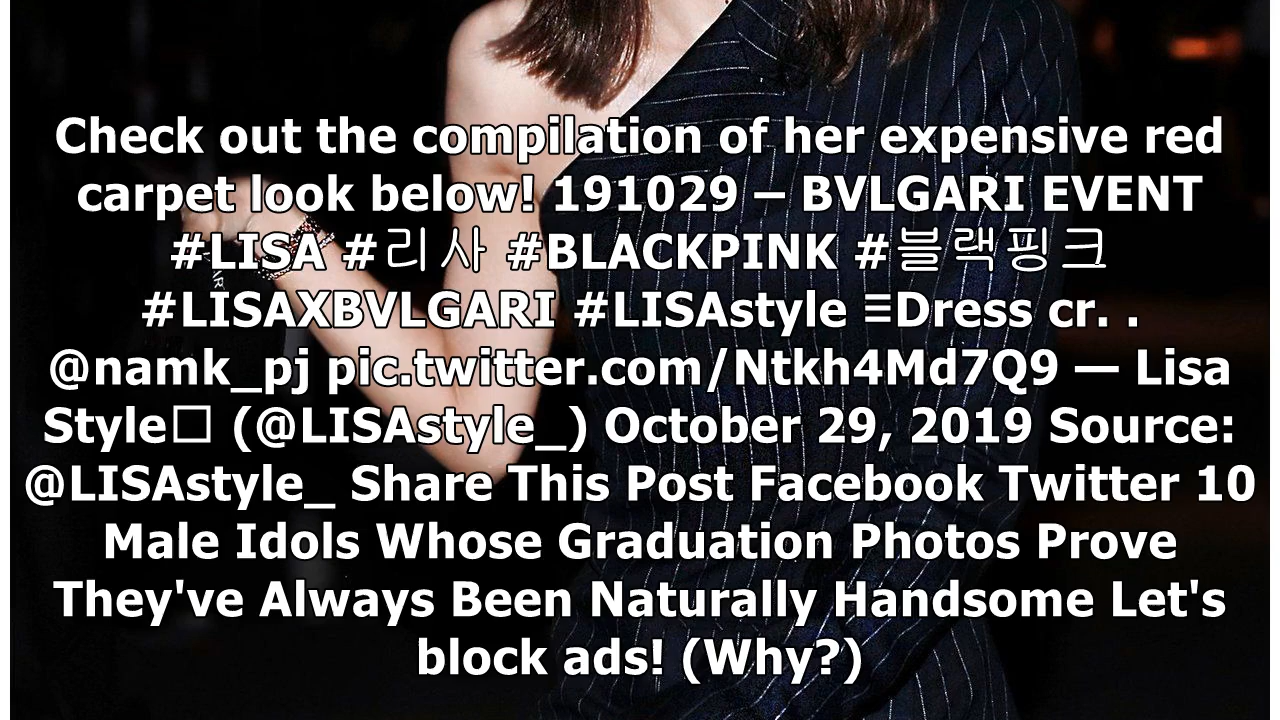 Check out the compilation of her expensive red
carpet look below! 191029 – BVLGARI EVENT
#LISA #리사 #BLACKPINK #블랙핑크
#LISAXBVLGARI #LISAstyle ☰Dress cr. .
@namk_pj pic.twitter.com/Ntkh4Md7Q9 — Lisa
Style□ (@LISAstyle_) October 29, 2019 Source:
@LISAstyle_ Share This Post Facebook Twitter 10
Male Idols Whose Graduation Photos Prove
They've Always Been Naturally Handsome Let's
block ads! (Why?)